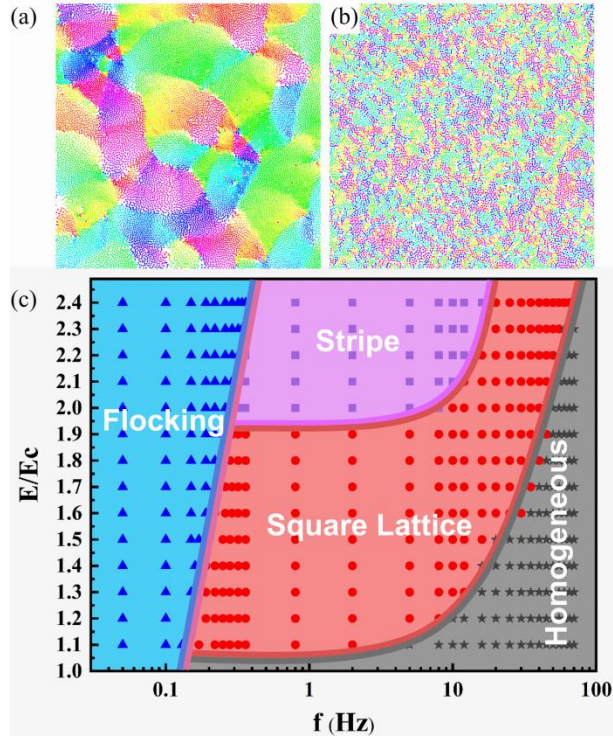 (a)
(b)
(c)
2.4
2.3
2.2
2.1
2.0
1.9
1.8
1.7
1.6
1.5
1.4
1.3
1.2
1.1
1.0
E/Ec
Flocking
Stripe
Square Lattice
Homogeneous
0.1
1
10
100
f (Hz)